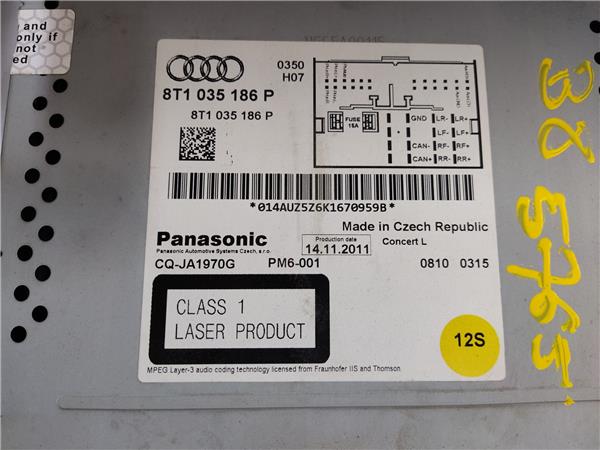 and
only if
not
ed
0350
H07
8T1 035 186 P
8T1 035 186 P
FUSE
15A
GND LR- LR+
LF- LF+
CAN- RF- RF+
CAN+ RR- RR+
*014AUZ5Z6K1670959B*
Made in Czech Republic
Panasonic
Panasonic Automotive Systems Czech, s.r.o.
Production date
14.11.2011
Concert L
CQ-JA1970G PM6-001 0810 0315
CLASS 1
LASER PRODUCT
12S
MPEG Layer-3 audio coding technology licensed from Fraunhofer IIS and Thomson.